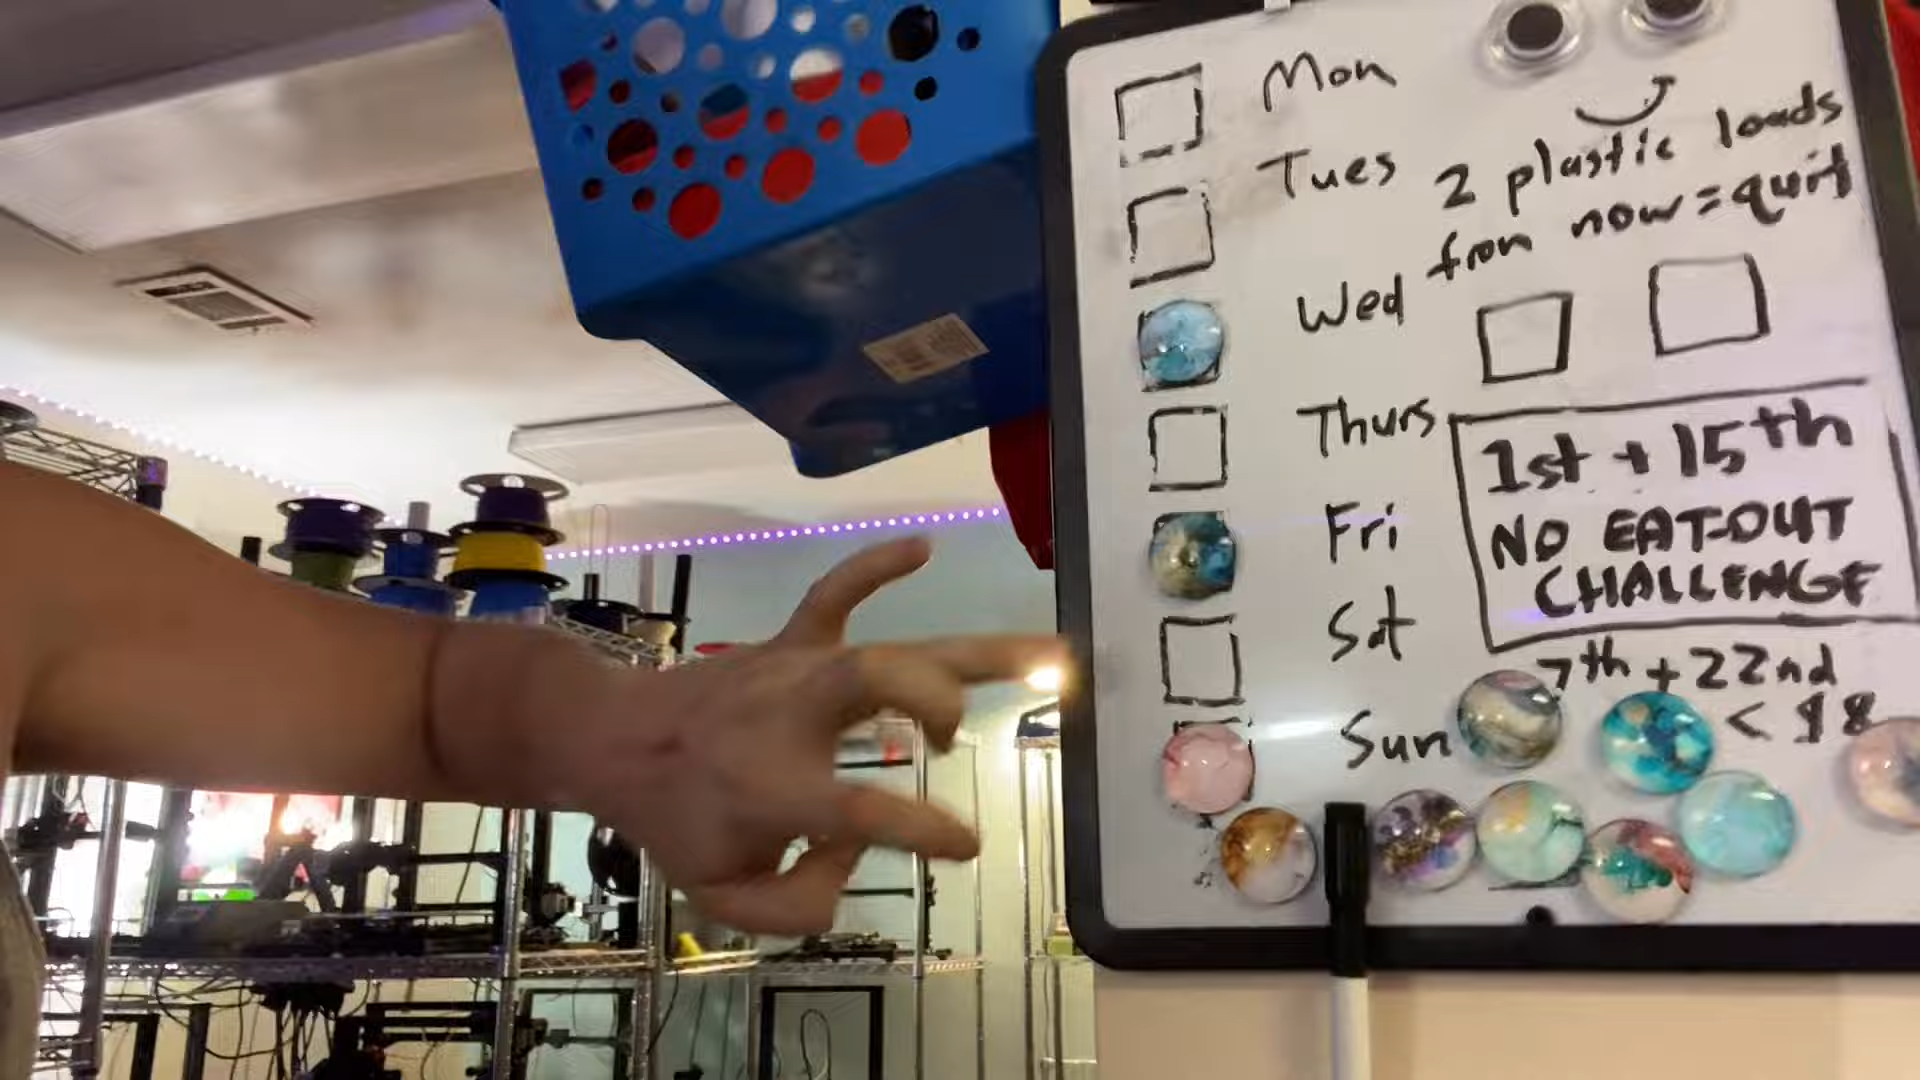 Mon
Tues
Wed
Thurs
Fri
Sat
Sun
2 plastic loads
from now = quit
1st + 15th
NO EAT-OUT
CHALLENGE
7th + 22nd
< $8